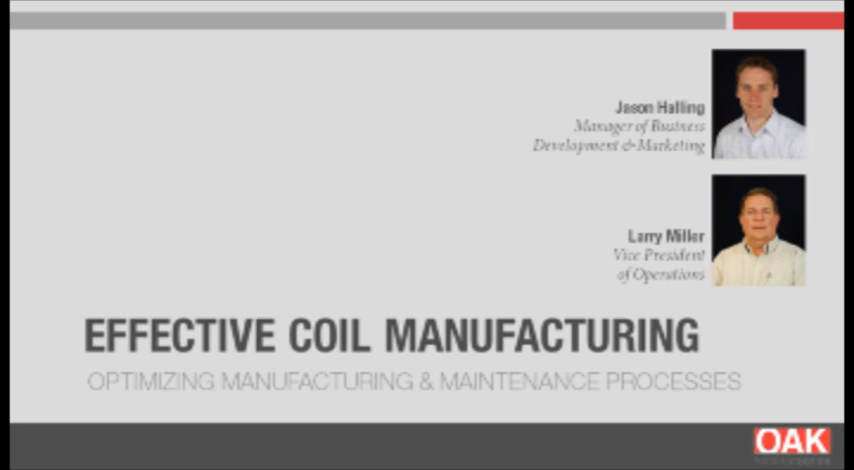 Jason Halling
Manager of Business
Development & Marketing
Larry Miller
Vice President
of Operations
EFFECTIVE COIL MANUFACTURING
OPTIMIZING MANUFACTURING & MAINTENANCE PROCESSES
OAK